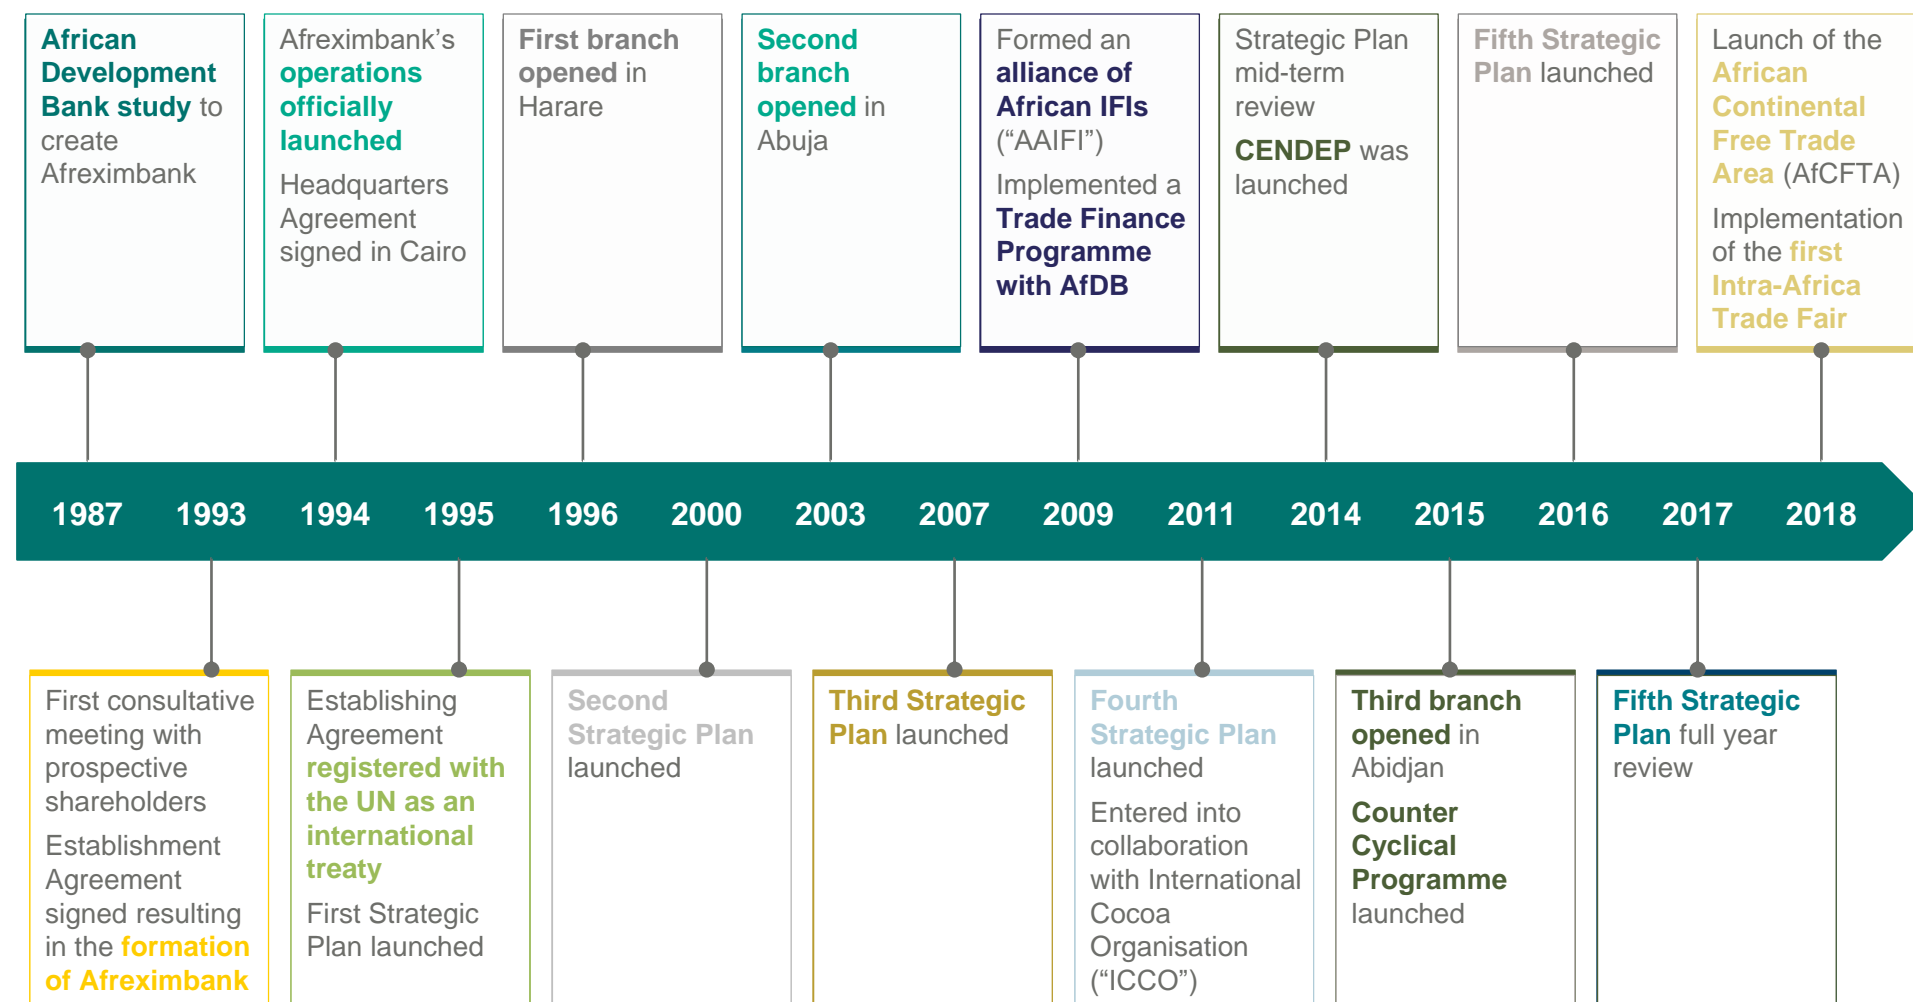 African
Development
Bank study to
create
Afreximbank
Afreximbank’s
operations
officially
launched
Headquarters
Agreement
signed in Cairo
First branch
opened in
Harare
Second
branch
opened in
Abuja
Formed an
alliance of
African IFIs
(“AAIFI”)
Implemented a
Trade Finance
Programme
with AfDB
Strategic Plan
mid-term
review
CENDEP was
launched
Fifth Strategic
Plan launched
Launch of the
African
Continental
Free Trade
Area (AfCFTA)
Implementation
of the first
Intra-Africa
Trade Fair
1987 1993 1994 1995 1996 2000 2003 2007 2009 2011 2014 2015 2016 2017 2018
First consultative
meeting with
prospective
shareholders
Establishment
Agreement
signed resulting
in the formation
of Afreximbank
Establishing
Agreement
registered with
the UN as an
international
treaty
First Strategic
Plan launched
Second
Strategic Plan
launched
Third Strategic
Plan launched
Fourth
Strategic Plan
launched
Entered into
collaboration
with International
Cocoa
Organisation
(“ICCO”)
Third branch
opened in
Abidjan
Counter
Cyclical
Programme
launched
Fifth Strategic
Plan full year
review